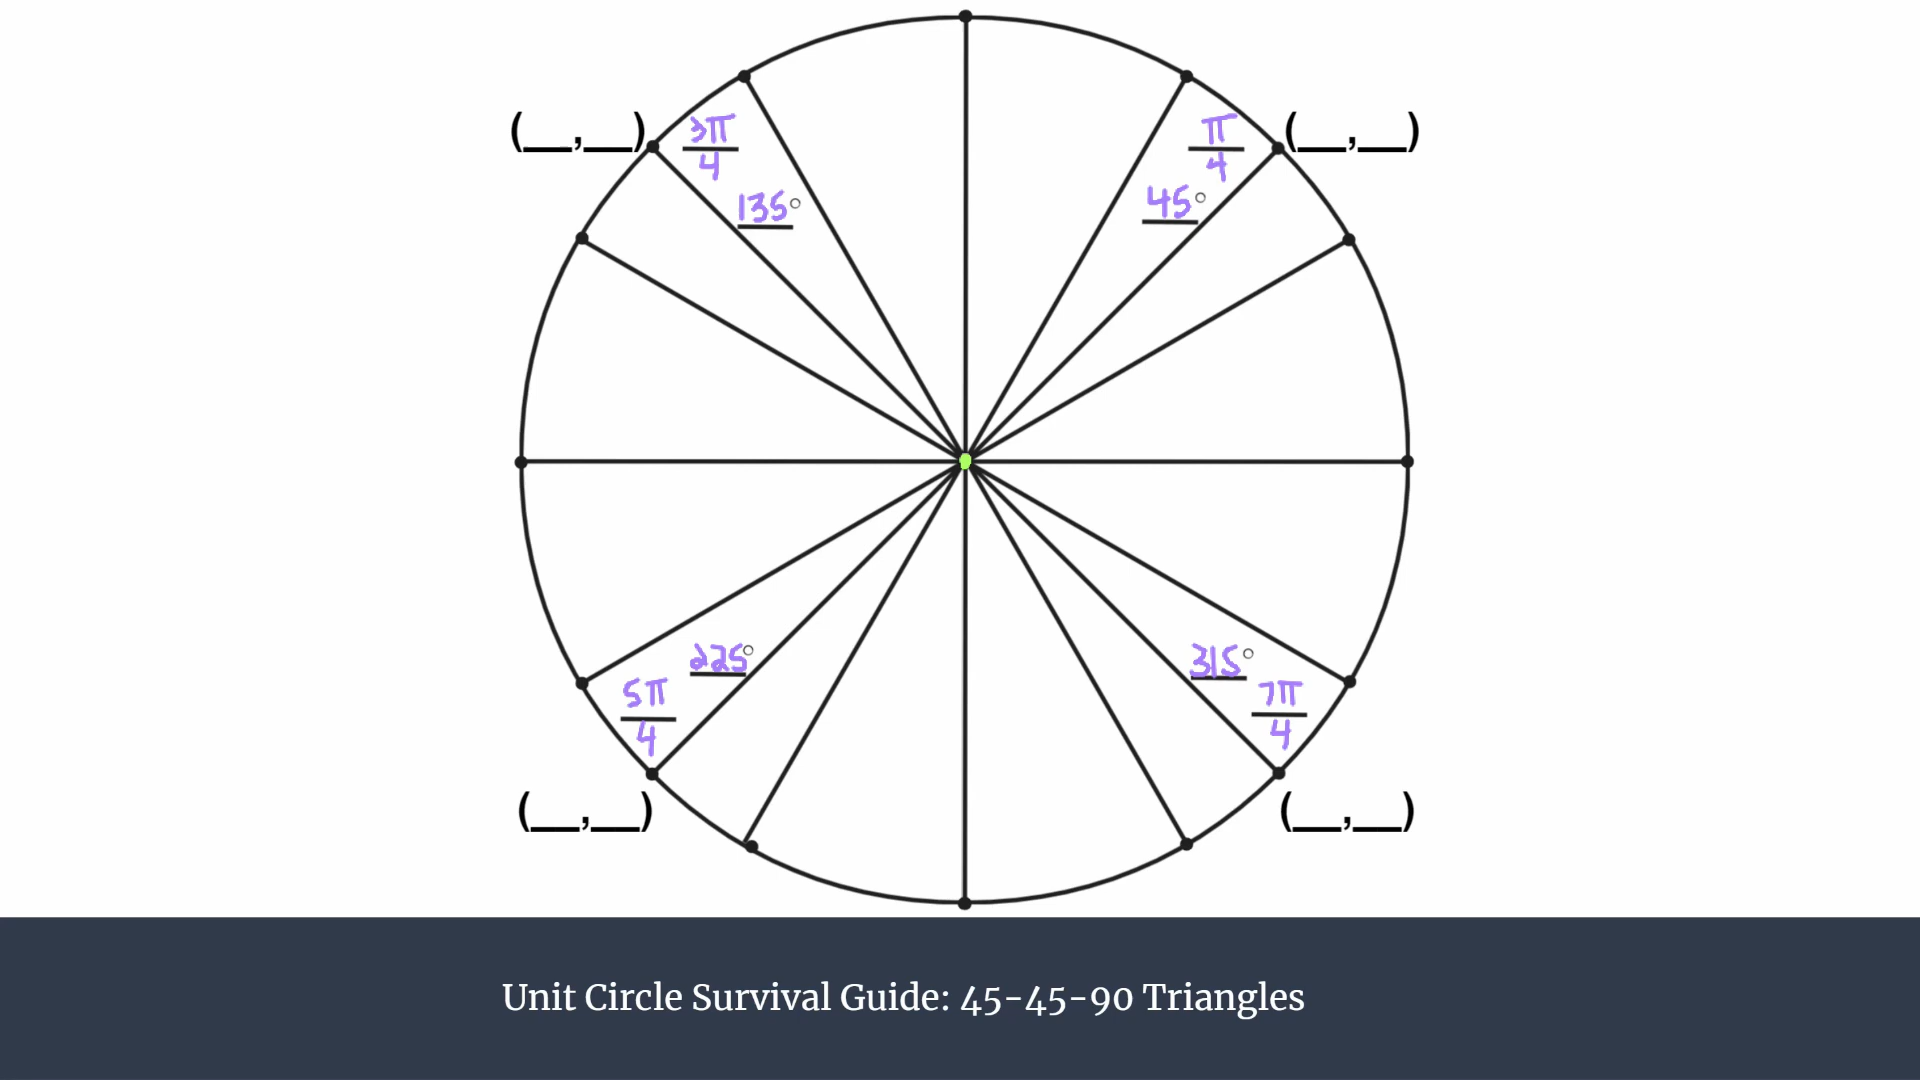 (__,__)
3π
4
135°
π
4
45°
(__,__)
225°
5π
4
(__,__)
315°
7π
4
(__,__)
Unit Circle Survival Guide: 45-45-90 Triangles